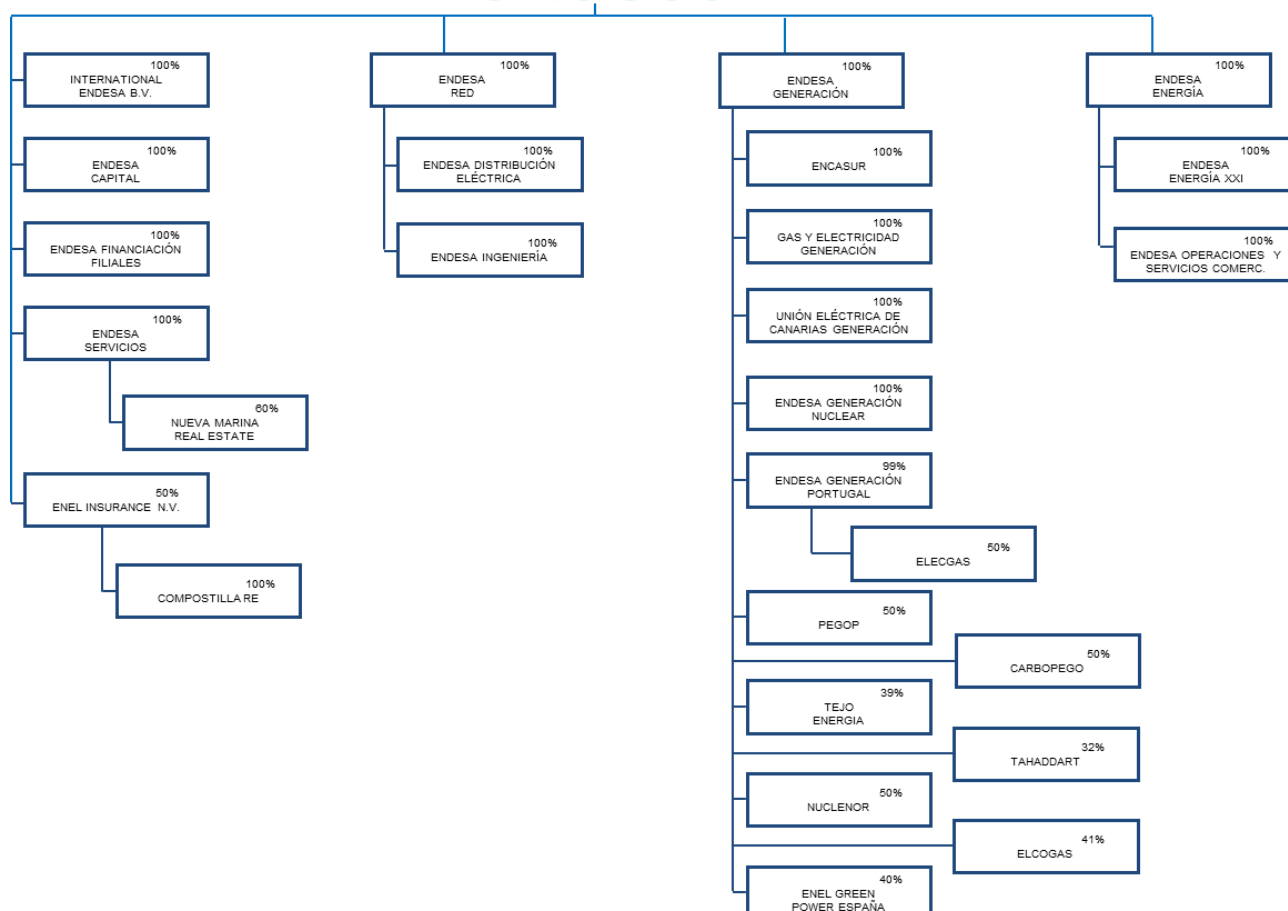 100%
INTERNATIONAL
ENDESA B.V.
100%
ENDESA
CAPITAL
100%
ENDESA FINANCIACIÓN
FILIALES
100%
ENDESA
SERVICIOS
60%
NUEVA MARINA
REAL ESTATE
50%
ENEL INSURANCE N.V.
100%
COMPOSTILLA RE
100%
ENDESA
RED
100%
ENDESA DISTRIBUCIÓN
ELÉCTRICA
100%
ENDESA INGENIERÍA
100%
ENDESA
GENERACIÓN
100%
ENCASUR
100%
GAS Y ELECTRICIDAD
GENERACIÓN
100%
UNIÓN ELÉCTRICA DE
CANARIAS GENERACIÓN
100%
ENDESA GENERACIÓN
NUCLEAR
99%
ENDESA GENERACIÓN
PORTUGAL
50%
ELECGAS
50%
PEGOP
50%
CARBOPEGO
39%
TEJO
ENERGIA
32%
TAHADDART
50%
NUCLENOR
41%
ELCOGAS
40%
ENEL GREEN
POWER ESPAÑA
100%
ENDESA
ENERGÍA
100%
ENDESA
ENERGÍA XXI
100%
ENDESA OPERACIONES Y
SERVICIOS COMERC.